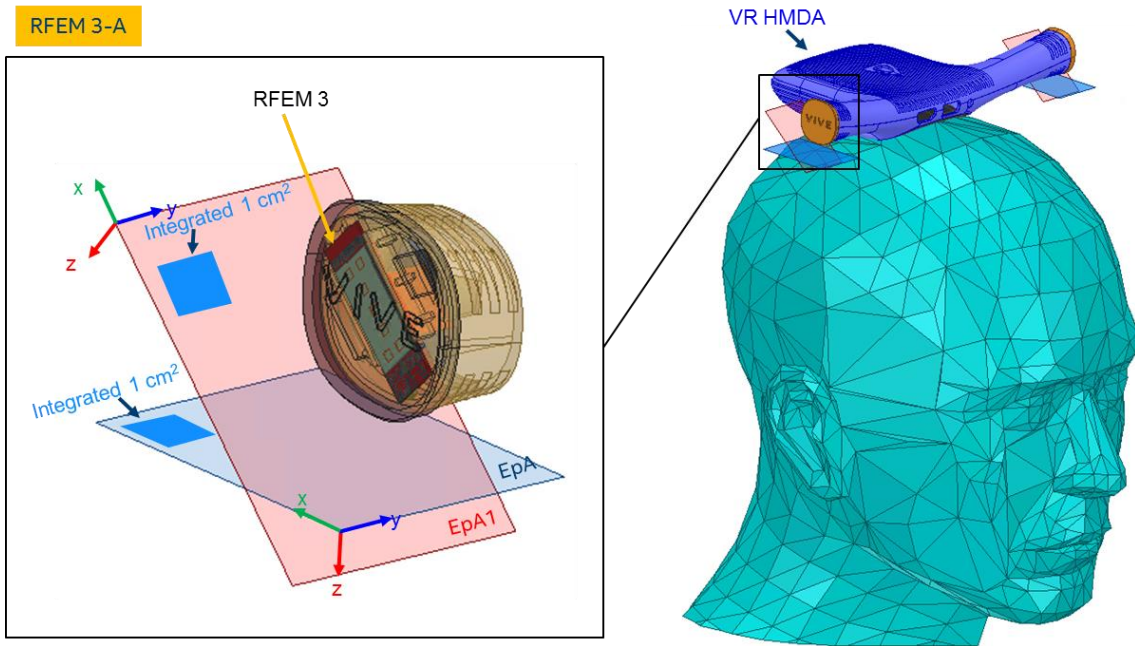 RFEM 3-A
VR HMDA
RFEM 3
x
y
z
Integrated 1 cm²
Integrated 1 cm²
VIVE
VIVE
EpA
x
y
z
EpA1